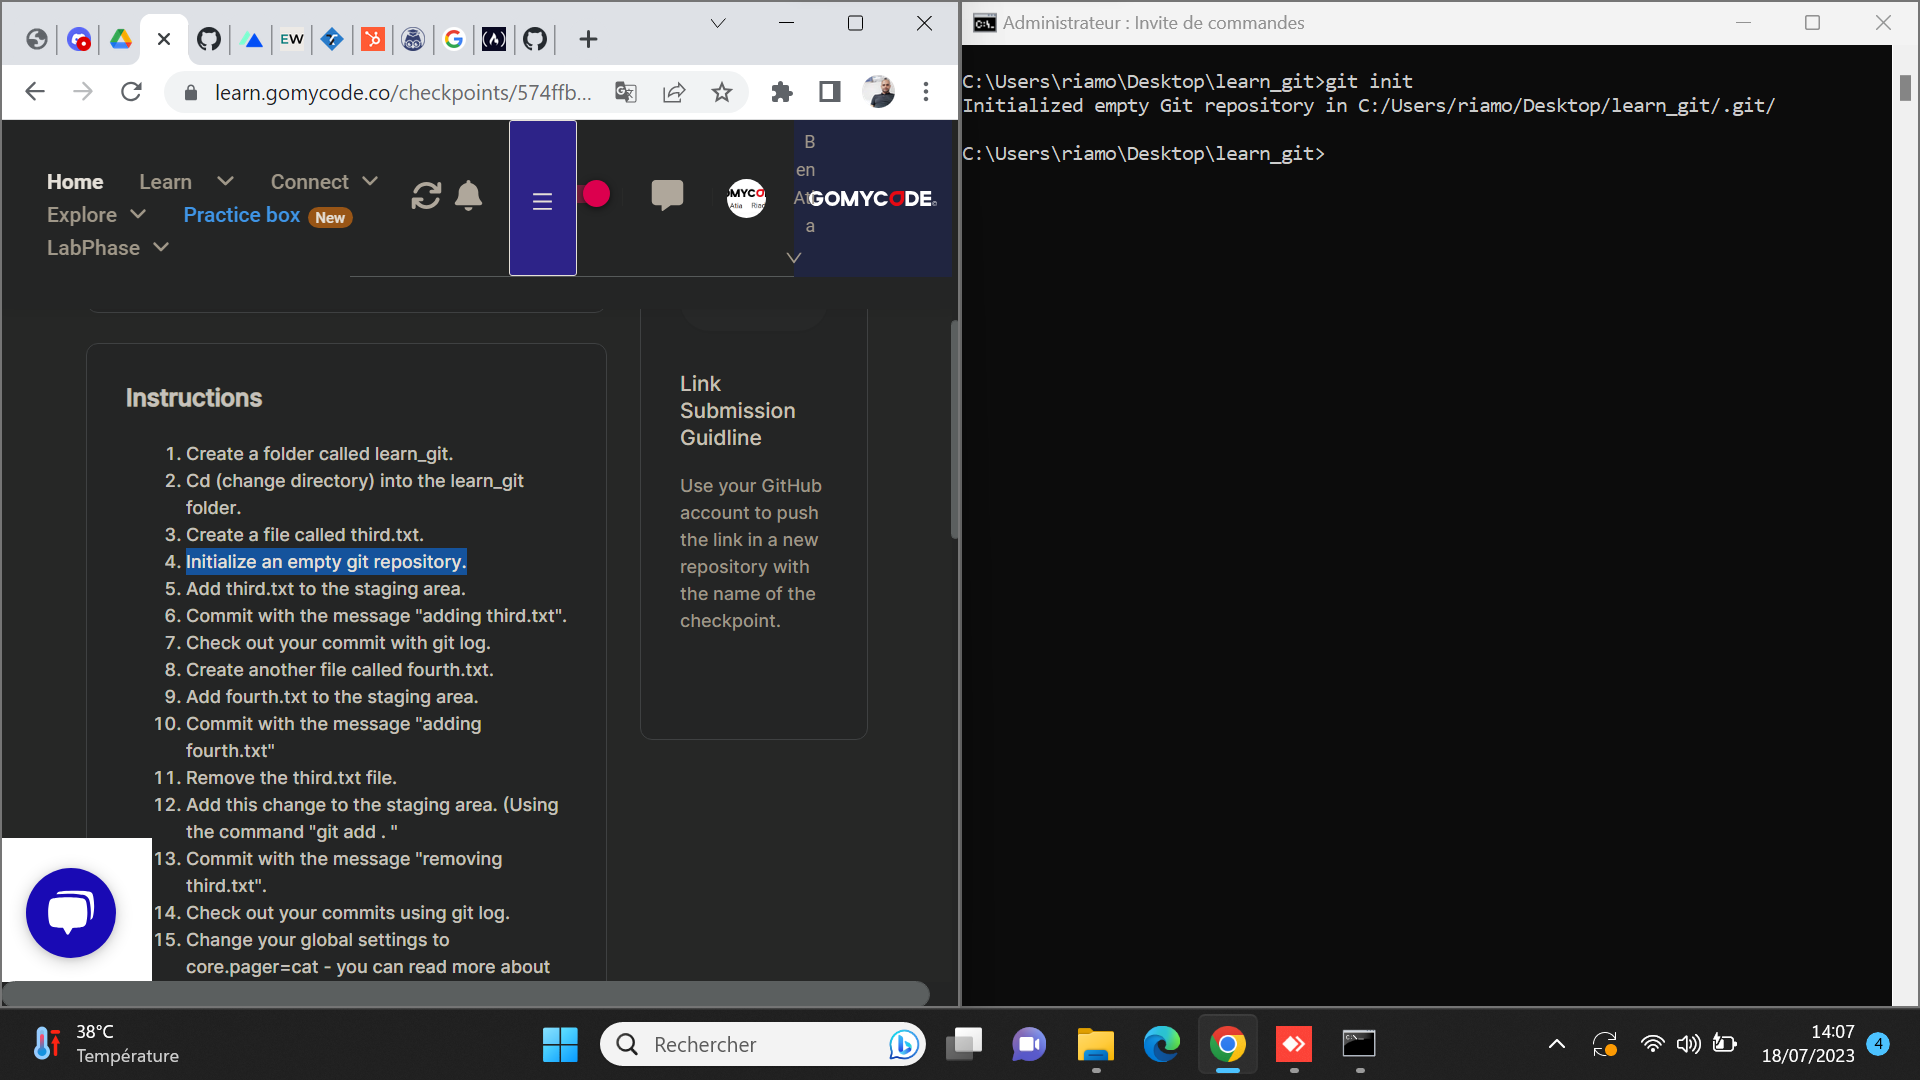 EW
learn.gomycode.co/checkpoints/574ffb...
Home
Learn
Connect
Explore
Practice box New
LabPhase
B
en
Ati
a
GOMYCODE
Instructions
1. Create a folder called learn_git.
2. Cd (change directory) into the learn_git
folder.
3. Create a file called third.txt.
4. Initialize an empty git repository.
5. Add third.txt to the staging area.
6. Commit with the message "adding third.txt".
7. Check out your commit with git log.
8. Create another file called fourth.txt.
9. Add fourth.txt to the staging area.
10. Commit with the message "adding
fourth.txt"
11. Remove the third.txt file.
12. Add this change to the staging area. (Using
the command "git add . "
13. Commit with the message "removing
third.txt".
14. Check out your commits using git log.
15. Change your global settings to
core.pager=cat - you can read more about
Link
Submission
Guidline
Use your GitHub
account to push
the link in a new
repository with
the name of the
checkpoint.
Administrateur : Invite de commandes
C:\Users\riamo\Desktop\learn_git>git init
Initialized empty Git repository in C:/Users/riamo/Desktop/learn_git/.git/
C:\Users\riamo\Desktop\learn_git>
38°C
Température
Rechercher
14:07
18/07/2023
4